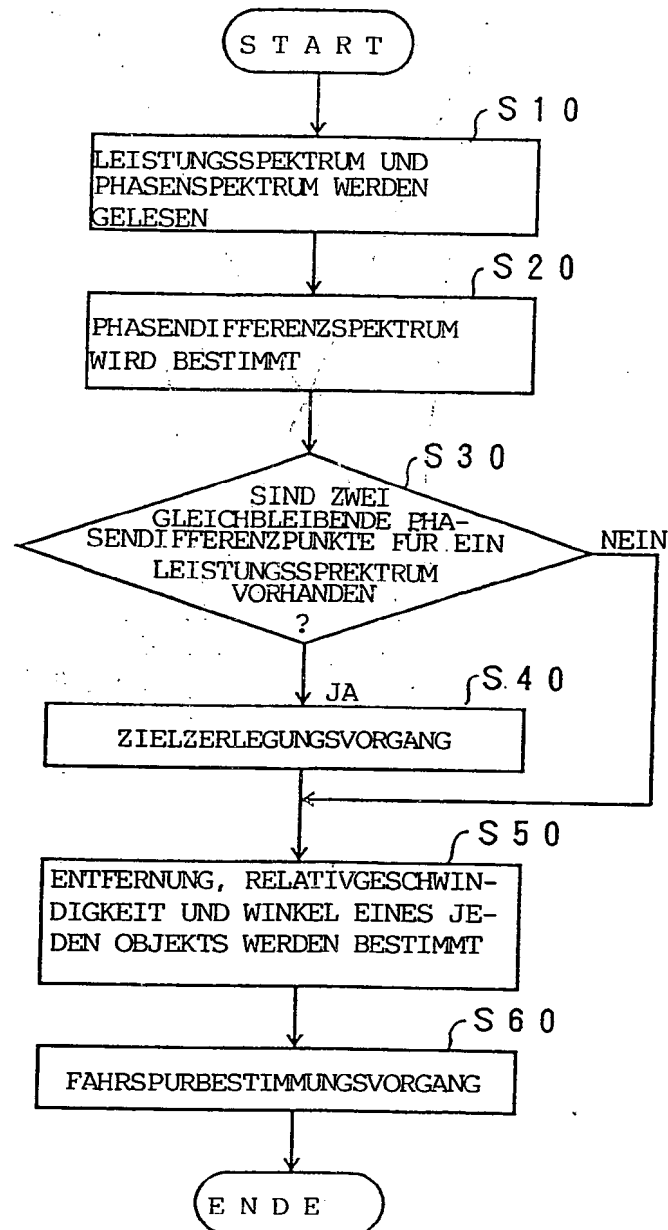 START
S10
LEISTUNGSSPEKTRUM UND
PHASENSPEKTRUM WERDEN
GELESEN
S20
PHASENDIFFERENZSPEKTRUM
WIRD BESTIMMT
S30
SIND ZWEI
GLEICHBLEIBENDE PHA-
SENDIFFERENZPUNKTE FÜR EIN
LEISTUNGSSPREKTRUM
VORHANDEN
?
NEIN
JA
S40
ZIELZERLEGUNGSVORGANG
S50
ENTFERNUNG, RELATIVGESCHWIN-
DIGKEIT UND WINKEL EINES JE-
DEN OBJEKTS WERDEN BESTIMMT
S60
FAHRSPURBESTIMMUNGSVORGANG
ENDE